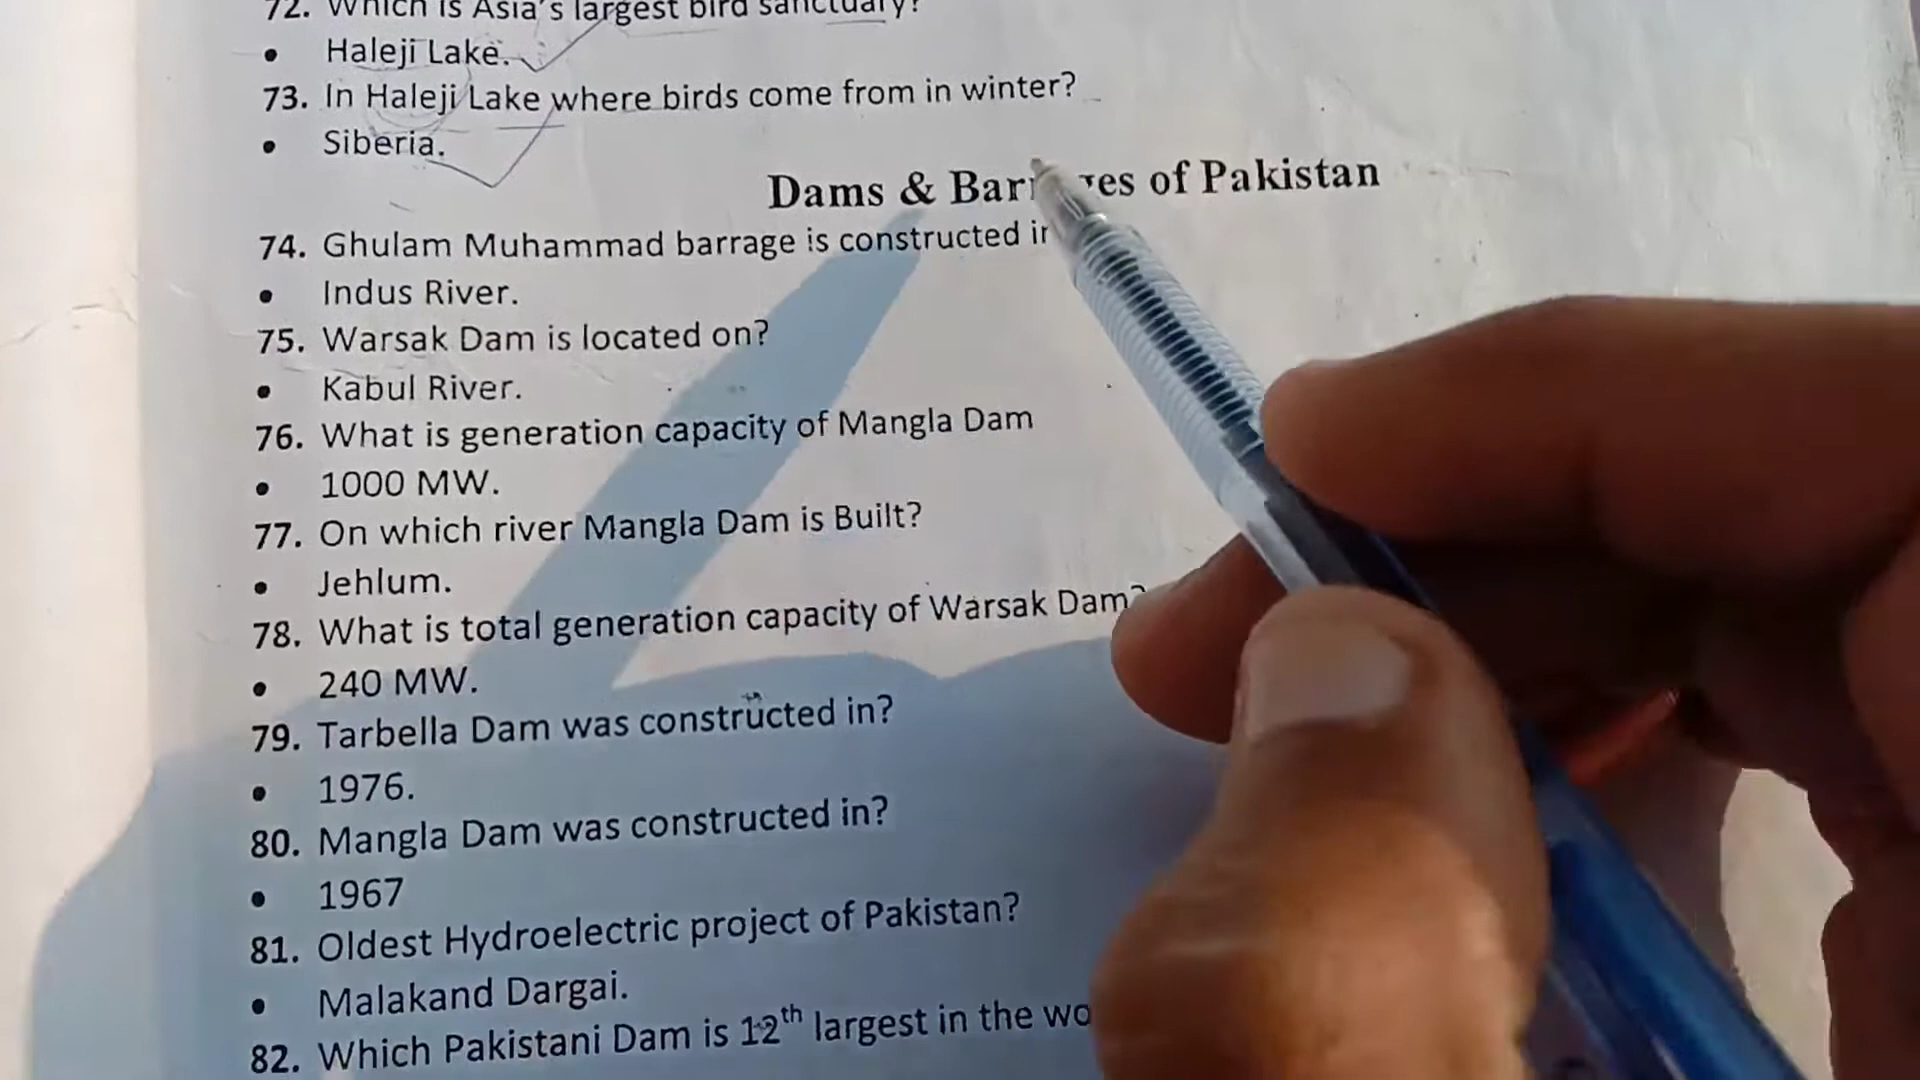 72. Which is Asia's largest bird sanctuary?
• Haleji Lake.
73. In Haleji Lake where birds come from in winter?
• Siberia.
Dams & of Pakistan
74. Ghulam Muhammad barrage is constructed
• Indus River.
75. Warsak Dam is located on?
• Kabul River.
76. What is generation capacity of Mangla Dam
• 1000 MW.
77. On which river Mangla Dam is Built?
• Jehlum.
78. What is total generation capacity of Warsak Dam?
• 240 MW.
79. Tarbella Dam was constructed in?
• 1976.
80. Mangla Dam was constructed in?
• 1967
81. Oldest Hydroelectric project of Pakistan?
• Malakand Dargai.
82. Which Pakistani Dam is 12th largest in the